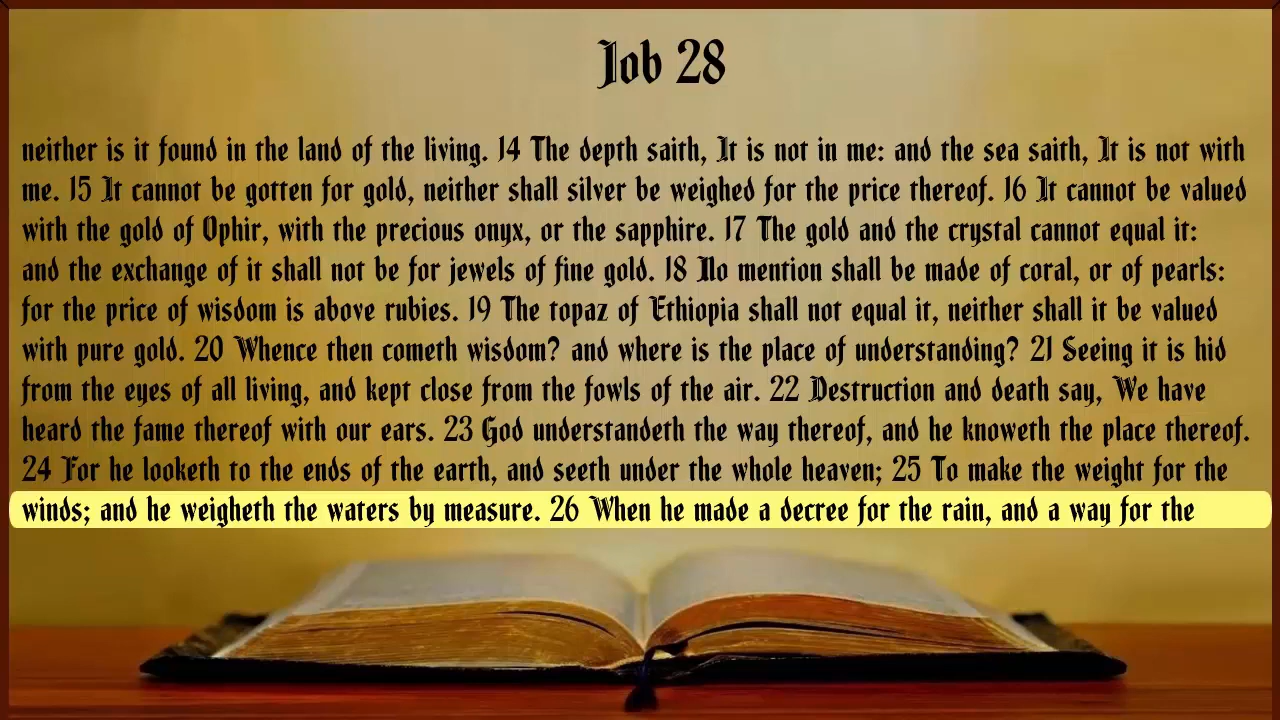 Job 28
neither is it found in the land of the living. 14 The depth saith, It is not in me: and the sea saith, It is not with
me. 15 It cannot be gotten for gold, neither shall silver be weighed for the price thereof. 16 It cannot be valued
with the gold of Ophir, with the precious onyx, or the sapphire. 17 The gold and the crystal cannot equal it:
and the exchange of it shall not be for jewels of fine gold. 18 No mention shall be made of coral, or of pearls:
for the price of wisdom is above rubies. 19 The topaz of Ethiopia shall not equal it, neither shall it be valued
with pure gold. 20 Whence then cometh wisdom? and where is the place of understanding? 21 Seeing it is hid
from the eyes of all living, and kept close from the fowls of the air. 22 Destruction and death say, We have
heard the fame thereof with our ears. 23 God understandeth the way thereof, and he knoweth the place thereof.
24 For he looketh to the ends of the earth, and seeth under the whole heaven; 25 To make the weight for the
winds; and he weigheth the waters by measure. 26 When he made a decree for the rain, and a way for the